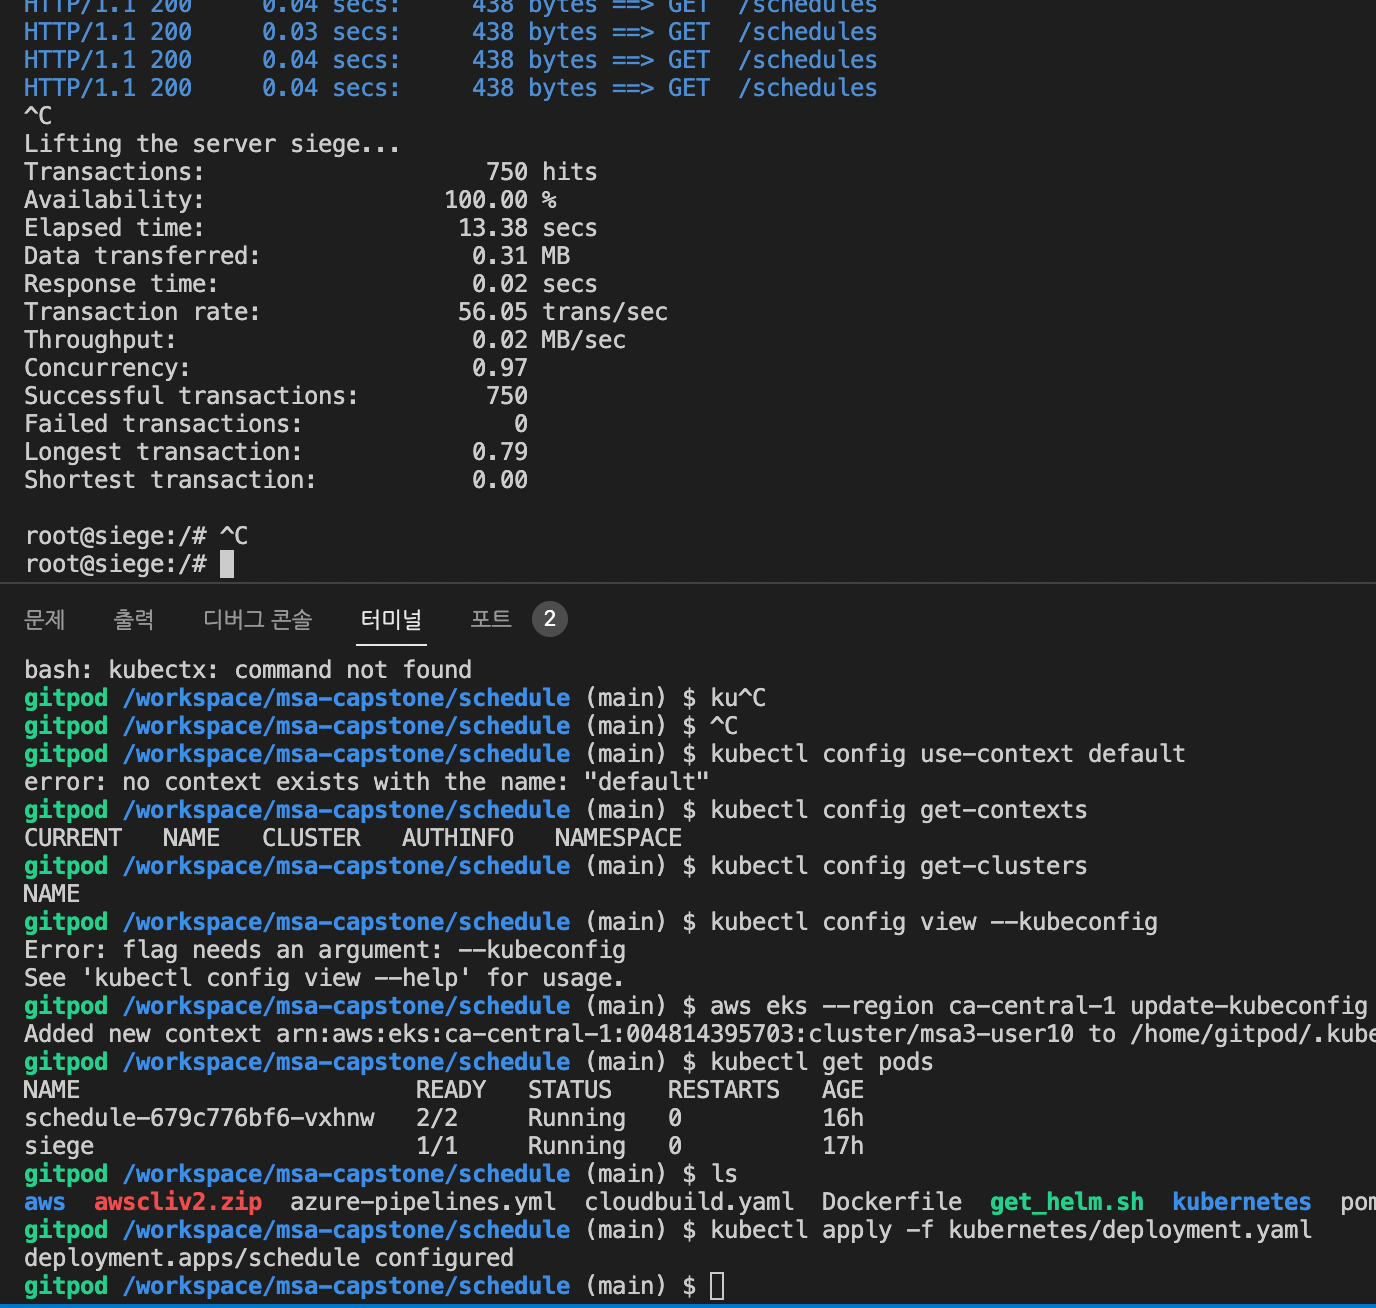 HTTP/1.1 200     0.04 secs:     438 bytes ==> GET  /schedules
HTTP/1.1 200     0.03 secs:     438 bytes ==> GET  /schedules
HTTP/1.1 200     0.04 secs:     438 bytes ==> GET  /schedules
HTTP/1.1 200     0.04 secs:     438 bytes ==> GET  /schedules
^C
Lifting the server siege...
Transactions:                    750 hits
Availability:                 100.00 %
Elapsed time:                  13.38 secs
Data transferred:               0.31 MB
Response time:                  0.02 secs
Transaction rate:              56.05 trans/sec
Throughput:                     0.02 MB/sec
Concurrency:                    0.97
Successful transactions:         750
Failed transactions:               0
Longest transaction:            0.79
Shortest transaction:           0.00
root@siege:/# ^C
root@siege:/#
문제 출력 디버그 콘솔 터미널 포트 2
bash: kubectx: command not found
gitpod /workspace/msa-capstone/schedule (main) $ ku^C
gitpod /workspace/msa-capstone/schedule (main) $ ^C
gitpod /workspace/msa-capstone/schedule (main) $ kubectl config use-context default
error: no context exists with the name: "default"
gitpod /workspace/msa-capstone/schedule (main) $ kubectl config get-contexts
CURRENT   NAME   CLUSTER   AUTHINFO   NAMESPACE
gitpod /workspace/msa-capstone/schedule (main) $ kubectl config get-clusters
NAME
gitpod /workspace/msa-capstone/schedule (main) $ kubectl config view --kubeconfig
Error: flag needs an argument: --kubeconfig
See 'kubectl config view --help' for usage.
gitpod /workspace/msa-capstone/schedule (main) $ aws eks --region ca-central-1 update-kubeconfig
Added new context arn:aws:eks:ca-central-1:004814395703:cluster/msa3-user10 to /home/gitpod/.kube
gitpod /workspace/msa-capstone/schedule (main) $ kubectl get pods
NAME                        READY   STATUS    RESTARTS   AGE
schedule-679c776bf6-vxhnw   2/2     Running   0          16h
siege                       1/1     Running   0          17h
gitpod /workspace/msa-capstone/schedule (main) $ ls
aws  awscliv2.zip  azure-pipelines.yml  cloudbuild.yaml  Dockerfile  get_helm.sh  kubernetes  pom
gitpod /workspace/msa-capstone/schedule (main) $ kubectl apply -f kubernetes/deployment.yaml
deployment.apps/schedule configured
gitpod /workspace/msa-capstone/schedule (main) $